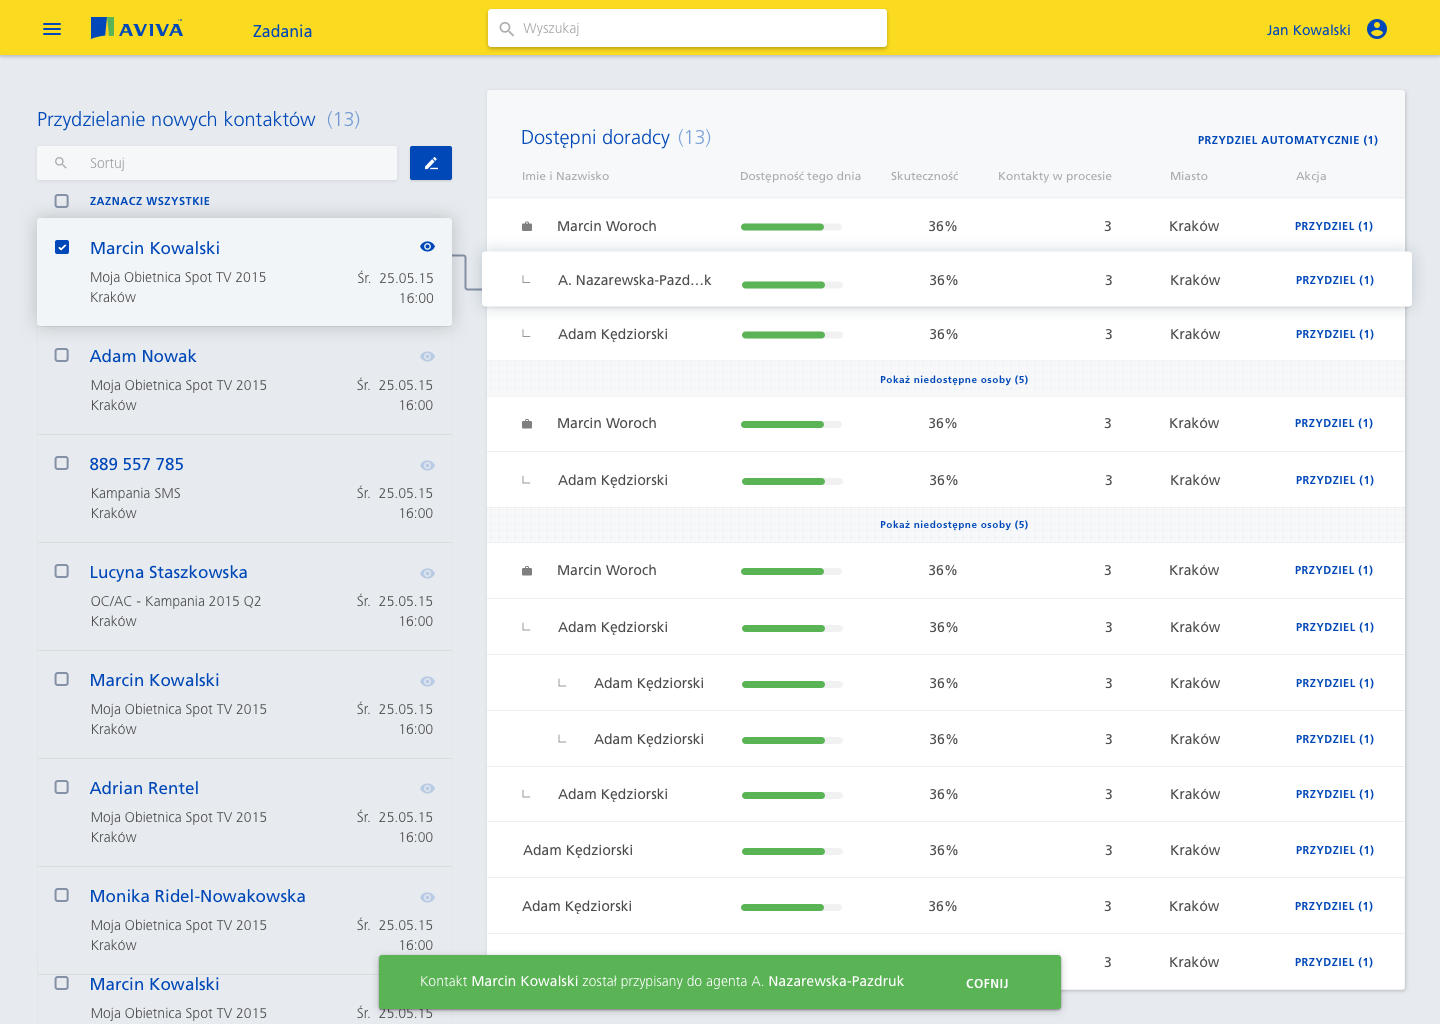 AVIVA
Zadania
Wyszukaj
Jan Kowalski
Przydzielanie nowych kontaktów (13)
Sortuj
ZAZNACZ WSZYSTKIE
Marcin Kowalski
Moja Obietnica Spot TV 2015 Śr. 25.05.15
Kraków 16:00
Adam Nowak
Moja Obietnica Spot TV 2015 Śr. 25.05.15
Kraków 16:00
889 557 785
Kampania SMS Śr. 25.05.15
Kraków 16:00
Lucyna Staszkowska
OC/AC - Kampania 2015 Q2 Śr. 25.05.15
Kraków 16:00
Marcin Kowalski
Moja Obietnica Spot TV 2015 Śr. 25.05.15
Kraków 16:00
Adrian Rentel
Moja Obietnica Spot TV 2015 Śr. 25.05.15
Kraków 16:00
Monika Ridel-Nowakowska
Moja Obietnica Spot TV 2015 Śr. 25.05.15
Kraków 16:00
Marcin Kowalski
Moja Obietnica Spot TV 2015 Śr. 25.05.15
Dostępni doradcy (13)
PRZYDZIEL AUTOMATYCZNIE (1)
Imie i Nazwisko Dostępność tego dnia Skuteczność Kontakty w procesie Miasto Akcja
Marcin Woroch 36% 3 Kraków PRZYDZIEL (1)
A. Nazarewska-Pazd...k 36% 3 Kraków PRZYDZIEL (1)
Adam Kędziorski 36% 3 Kraków PRZYDZIEL (1)
Pokaż niedostępne osoby (5)
Marcin Woroch 36% 3 Kraków PRZYDZIEL (1)
Adam Kędziorski 36% 3 Kraków PRZYDZIEL (1)
Pokaż niedostępne osoby (5)
Marcin Woroch 36% 3 Kraków PRZYDZIEL (1)
Adam Kędziorski 36% 3 Kraków PRZYDZIEL (1)
Adam Kędziorski 36% 3 Kraków PRZYDZIEL (1)
Adam Kędziorski 36% 3 Kraków PRZYDZIEL (1)
Adam Kędziorski 36% 3 Kraków PRZYDZIEL (1)
Adam Kędziorski 36% 3 Kraków PRZYDZIEL (1)
Adam Kędziorski 36% 3 Kraków PRZYDZIEL (1)
3 Kraków PRZYDZIEL (1)
Kontakt Marcin Kowalski został przypisany do agenta A. Nazarewska-Pazdruk COFNIJ